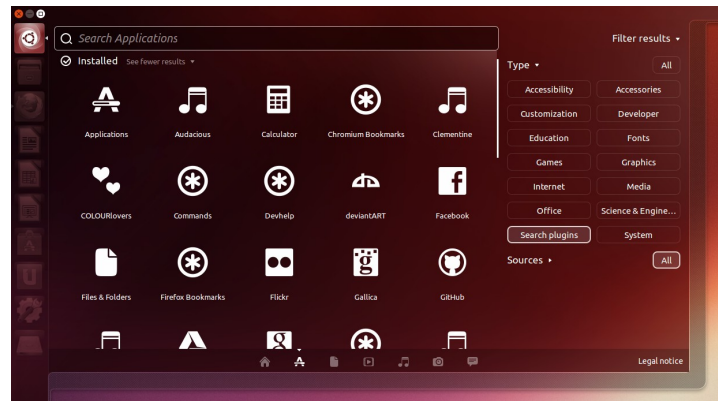 Search Applications
Filter results
Installed See fewer results
Type
All
Accessibility
Accessories
Customization
Developer
Education
Fonts
Games
Graphics
Internet
Media
Office
Science & Engine...
Search plugins
System
Sources
All
Applications
Audacious
Calculator
Chromium Bookmarks
Clementine
COLOURlovers
Commands
Devhelp
deviantART
Facebook
Files & Folders
Firefox Bookmarks
Flickr
Gallica
GitHub
Legal notice